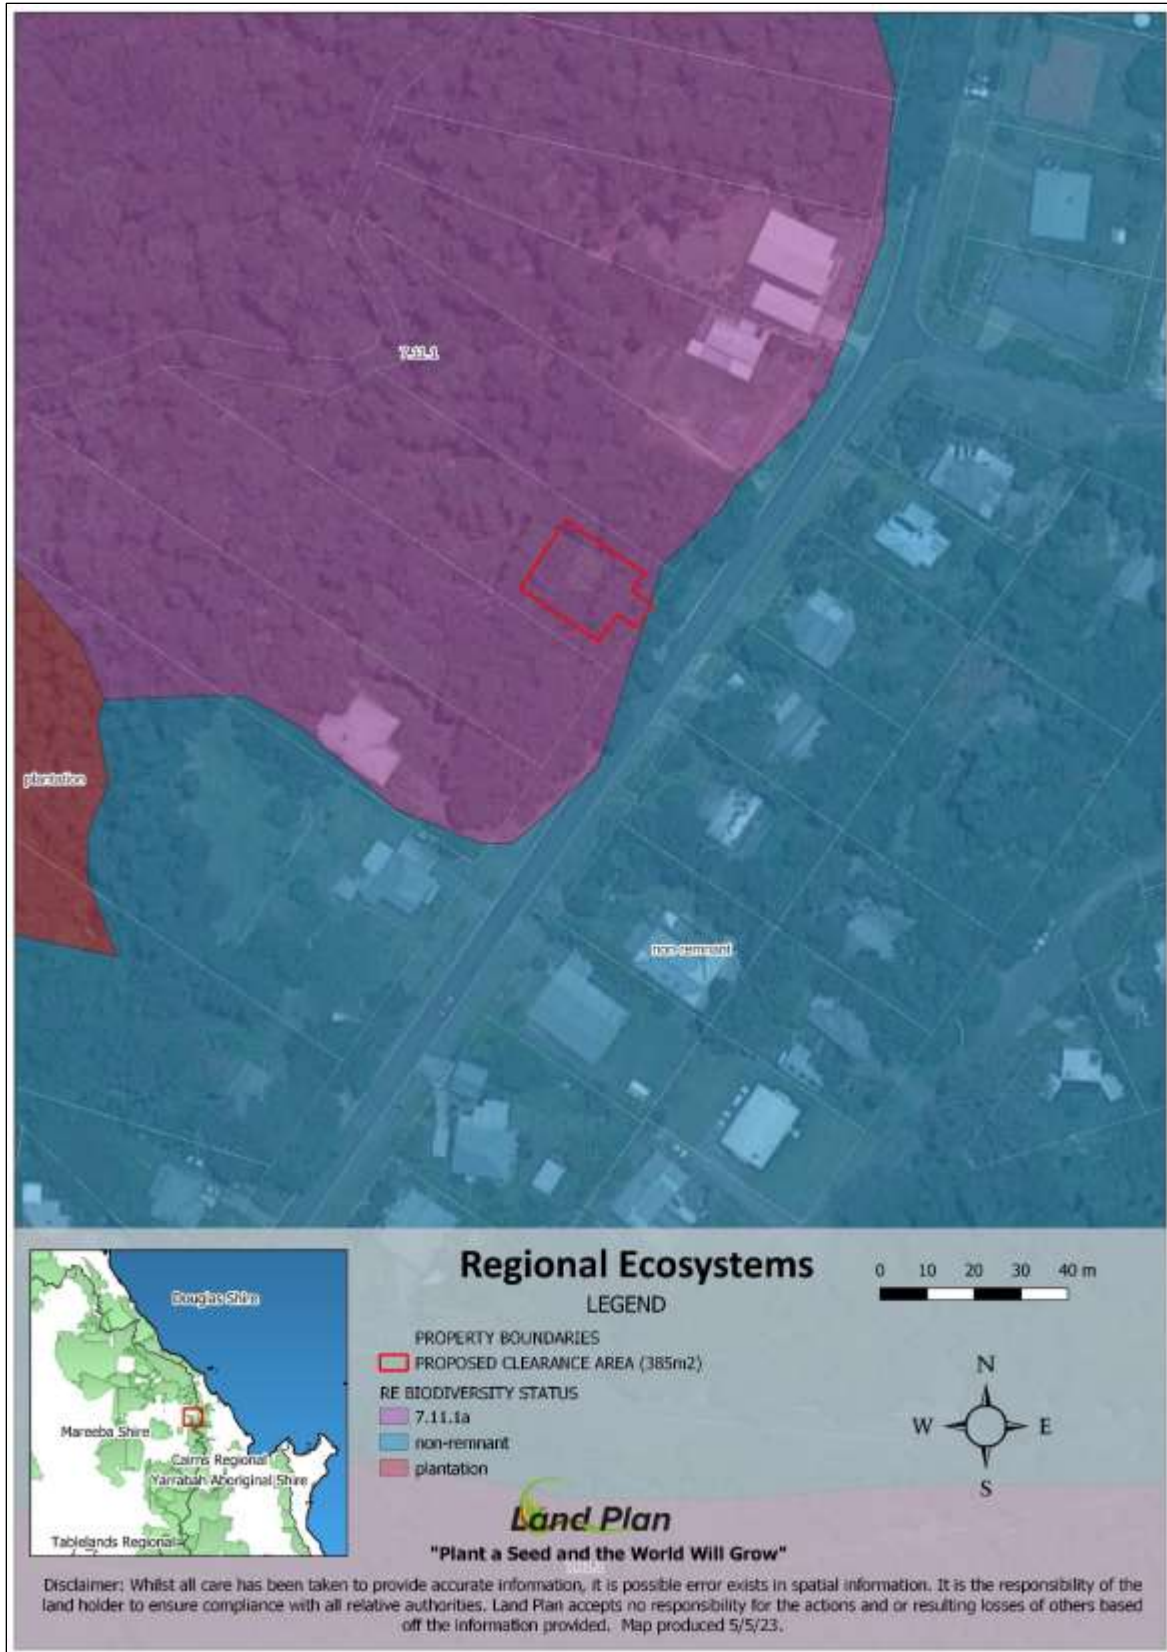 7.11.1
plantation
non-remnant
Regional Ecosystems
LEGEND
PROPERTY BOUNDARIES
PROPOSED CLEARANCE AREA (385m2)
RE BIODIVERSITY STATUS
7.11.1a
non-remnant
plantation
0 10 20 30 40 m
N
W E
S
Douglas Shire
Mareeba Shire
Cairns Regional
Yarrabah Aboriginal Shire
Tablelands Regional
Land Plan
"Plant a Seed and the World Will Grow"
Disclaimer: Whilst all care has been taken to provide accurate information, it is possible error exists in spatial information. It is the responsibility of the
land holder to ensure compliance with all relative authorities. Land Plan accepts no responsibility for the actions and or resulting losses of others based
off the information provided. Map produced 5/5/23.